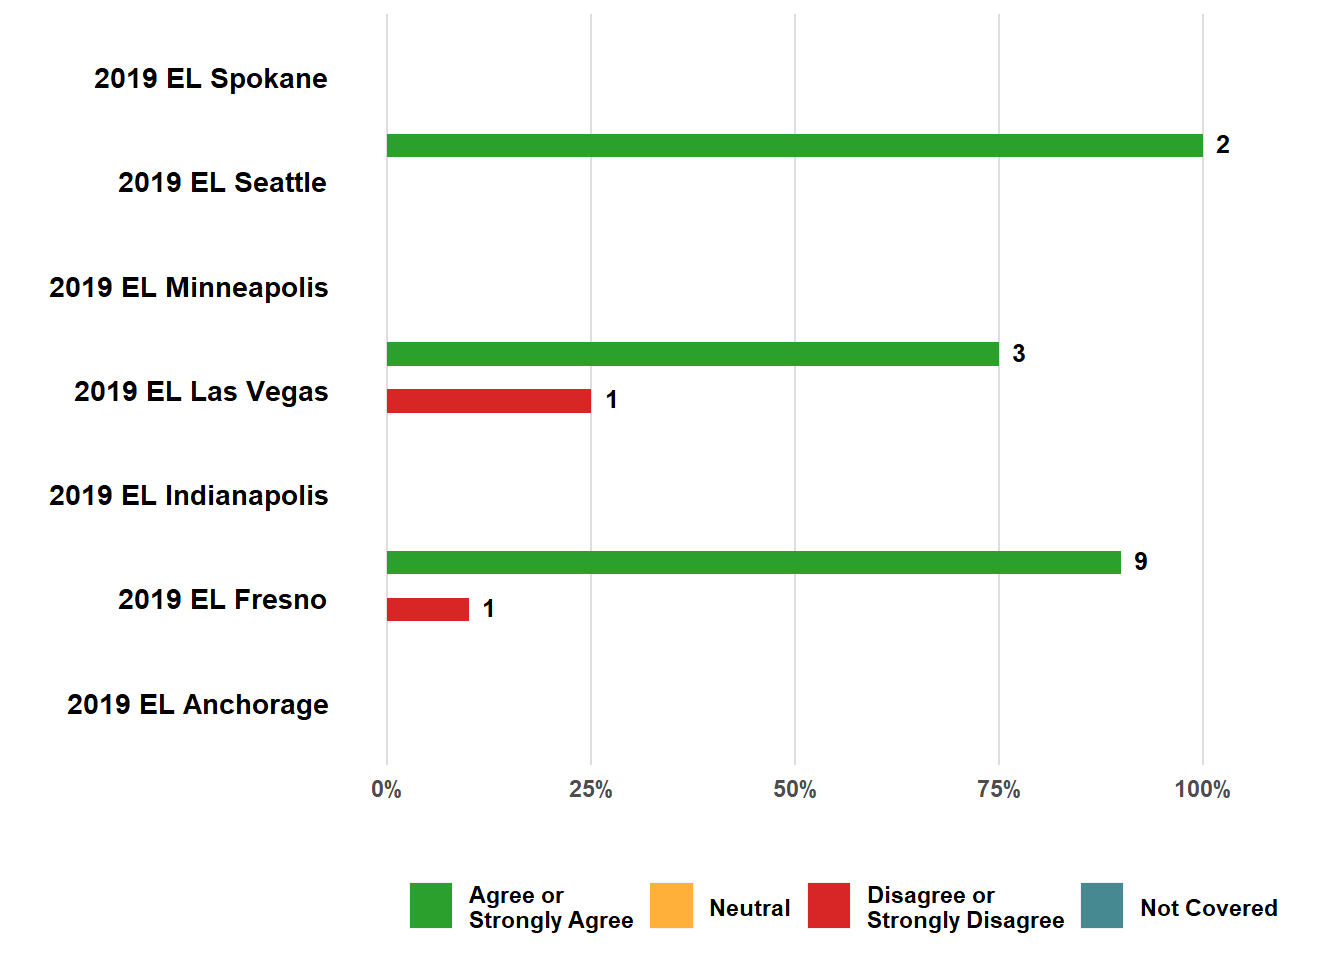 2019 EL Spokane
2
2019 EL Seattle
2019 EL Minneapolis
3
2019 EL Las Vegas
1
2019 EL Indianapolis
9
2019 EL Fresno
1
2019 EL Anchorage
0%
25%
50%
75%
100%
Agree or
Strongly Agree
Neutral
Disagree or
Strongly Disagree
Not Covered